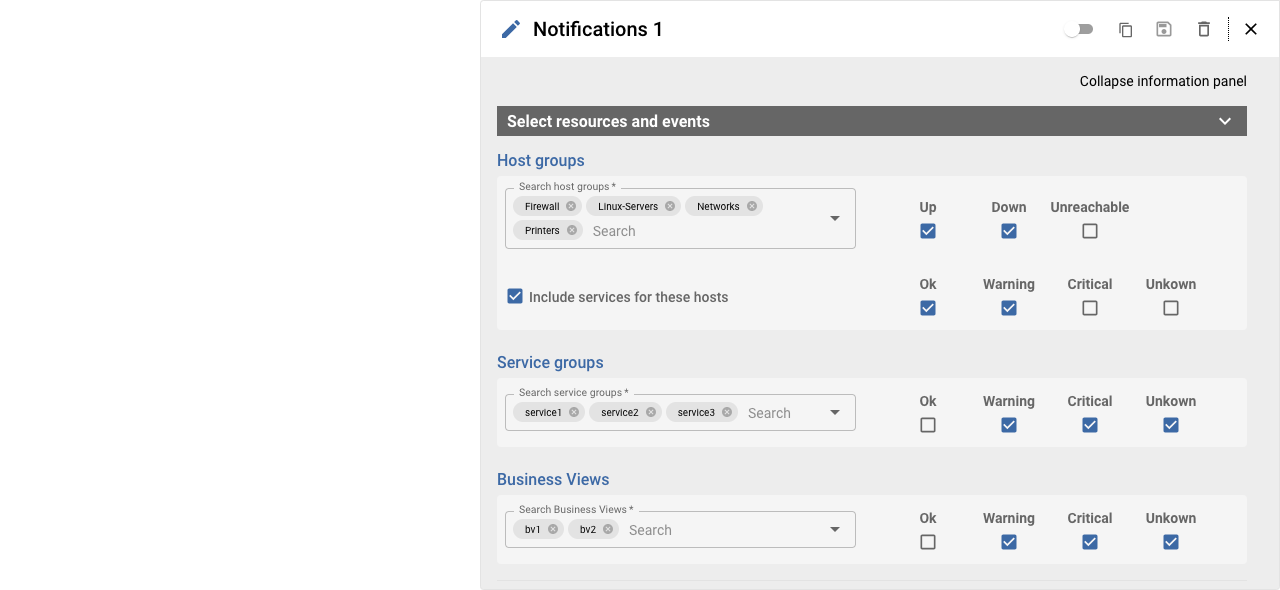 Notifications 1
Collapse information panel
Select resources and events
Host groups
Search host groups *
Firewall Linux-Servers Networks
Printers Search
Up Down Unreachable
Include services for these hosts
Ok Warning Critical Unkown
Service groups
Search service groups *
service1 service2 service3 Search
Ok Warning Critical Unkown
Business Views
Search Business Views *
bv1 bv2 Search
Ok Warning Critical Unkown